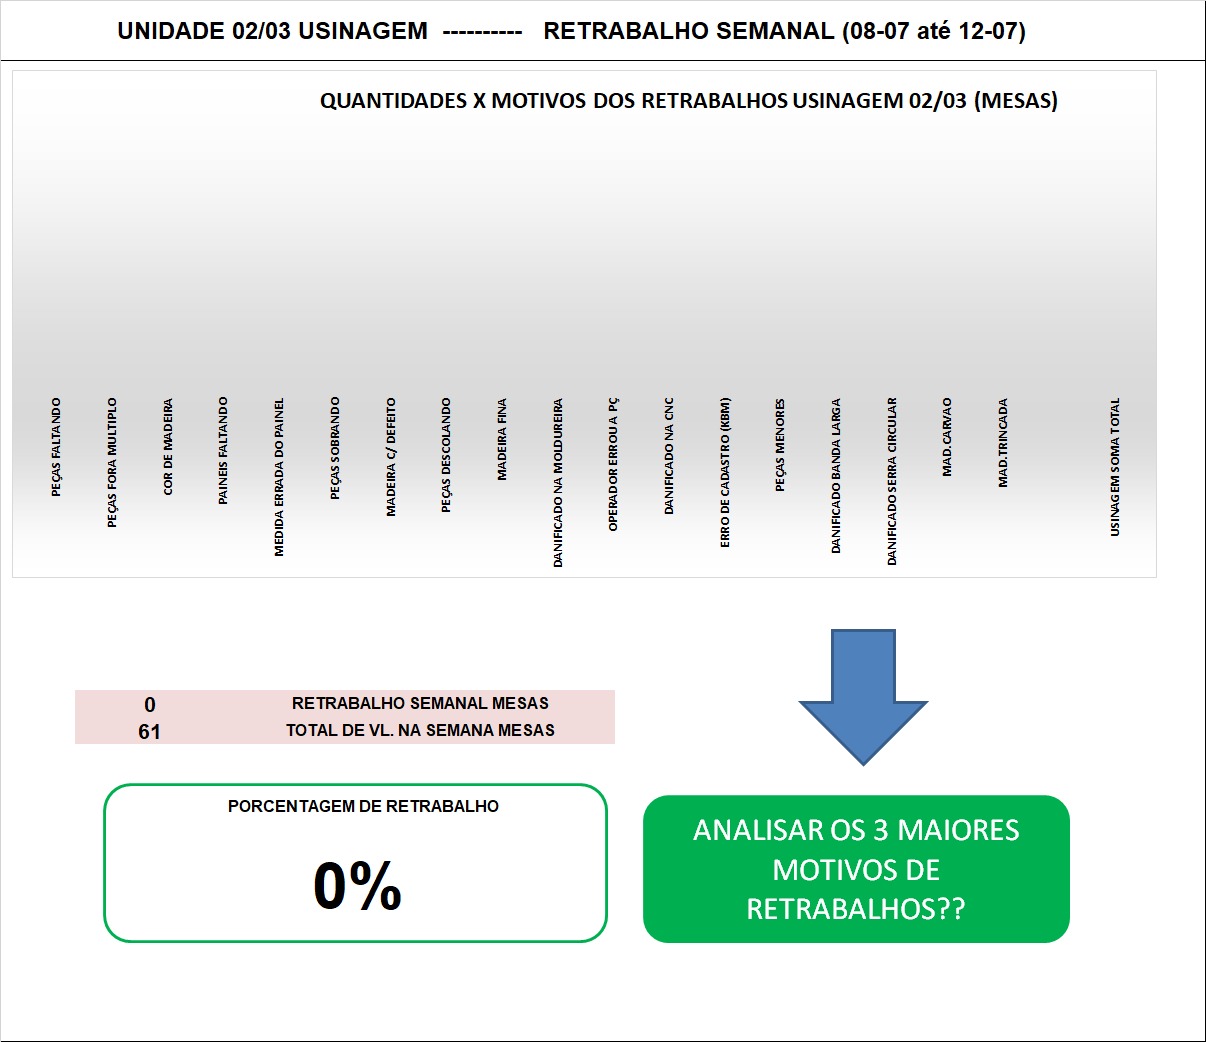 UNIDADE 02/03 USINAGEM ---------- RETRABALHO SEMANAL (08-07 até 12-07)
QUANTIDADES X MOTIVOS DOS RETRABALHOS USINAGEM 02/03 (MESAS)
PEÇAS FALTANDO
PEÇAS FORA MULTIPLO
COR DE MADEIRA
PAINEIS FALTANDO
MEDIDA ERRADA DO PAINEL
PEÇAS SOBRANDO
MADEIRA C/ DEFEITO
PEÇAS DESCOLANDO
MADEIRA FINA
DANIFICADO NA MOLDUREIRA
OPERADOR ERROU A PÇ
DANIFICADO NA CNC
ERRO DE CADASTRO (KBM)
PEÇAS MENORES
DANIFICADO BANDA LARGA
DANIFICADO SERRA CIRCULAR
MAD.CARVAO
MAD.TRINCADA
USINAGEM SOMA TOTAL
0 RETRABALHO SEMANAL MESAS
61 TOTAL DE VL. NA SEMANA MESAS
PORCENTAGEM DE RETRABALHO
0%
ANALISAR OS 3 MAIORES
MOTIVOS DE
RETRABALHOS??